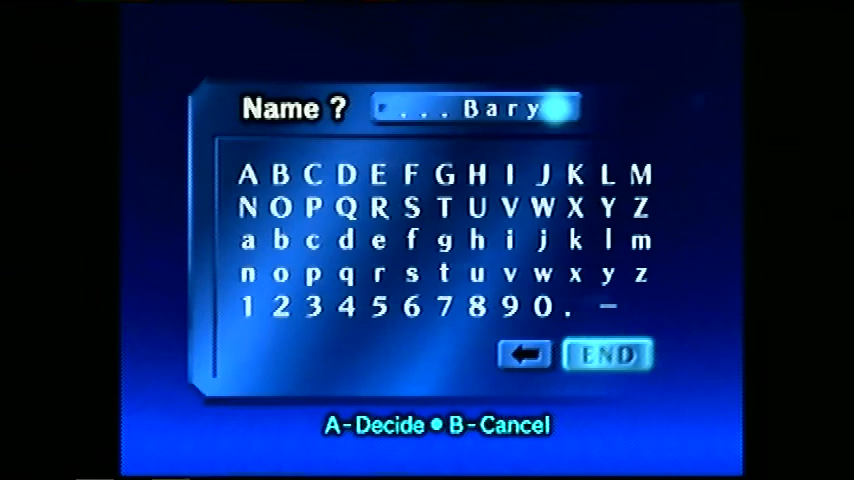 Name ? ...Bary
A B C D E F G H I J K L M
N O P Q R S T U V W X Y Z
a b c d e f g h i j k l m
n o p q r s t u v w x y z
1 2 3 4 5 6 7 8 9 0 . -
END
A-Decide • B-Cancel